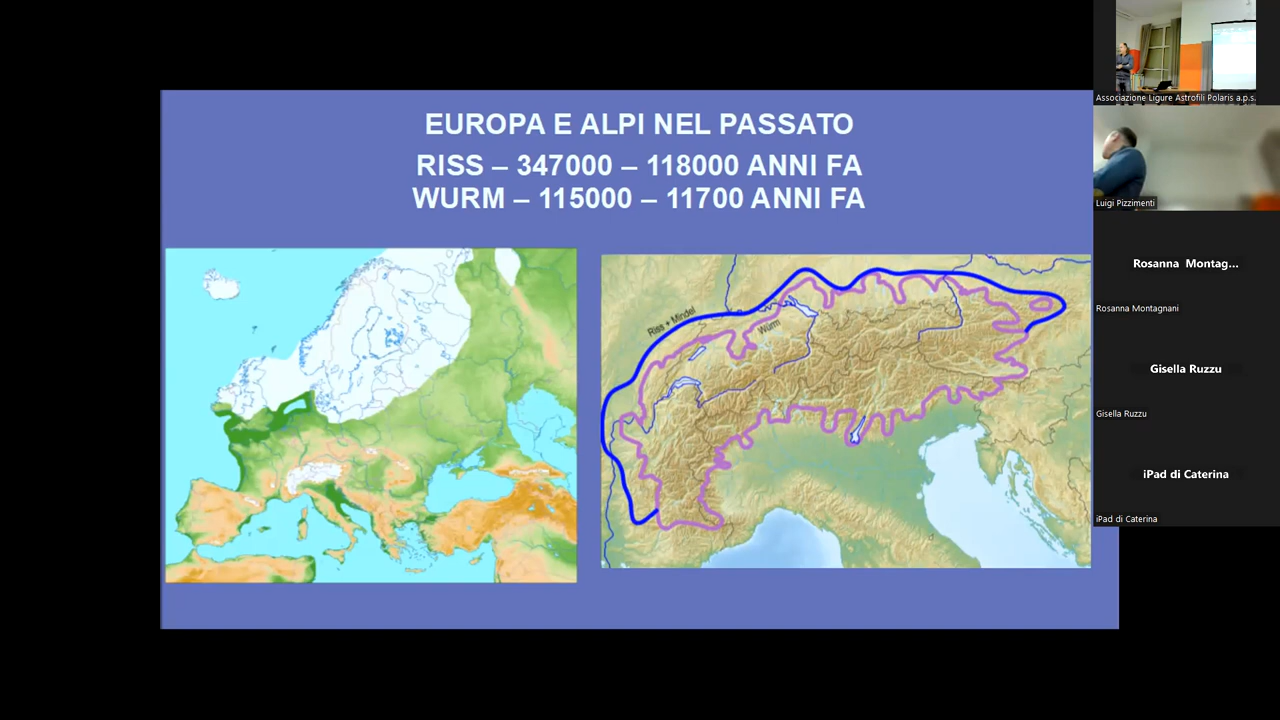 EUROPA E ALPI NEL PASSATO
RISS – 347000 – 118000 ANNI FA
WURM – 115000 – 11700 ANNI FA
Riss + Mindel
Würm
Associazione Ligure Astrofili Polaris a.p.s.
Luigi Pizzimenti
Rosanna Montag...
Rosanna Montagnani
Gisella Ruzzu
Gisella Ruzzu
iPad di Caterina
iPad di Caterina